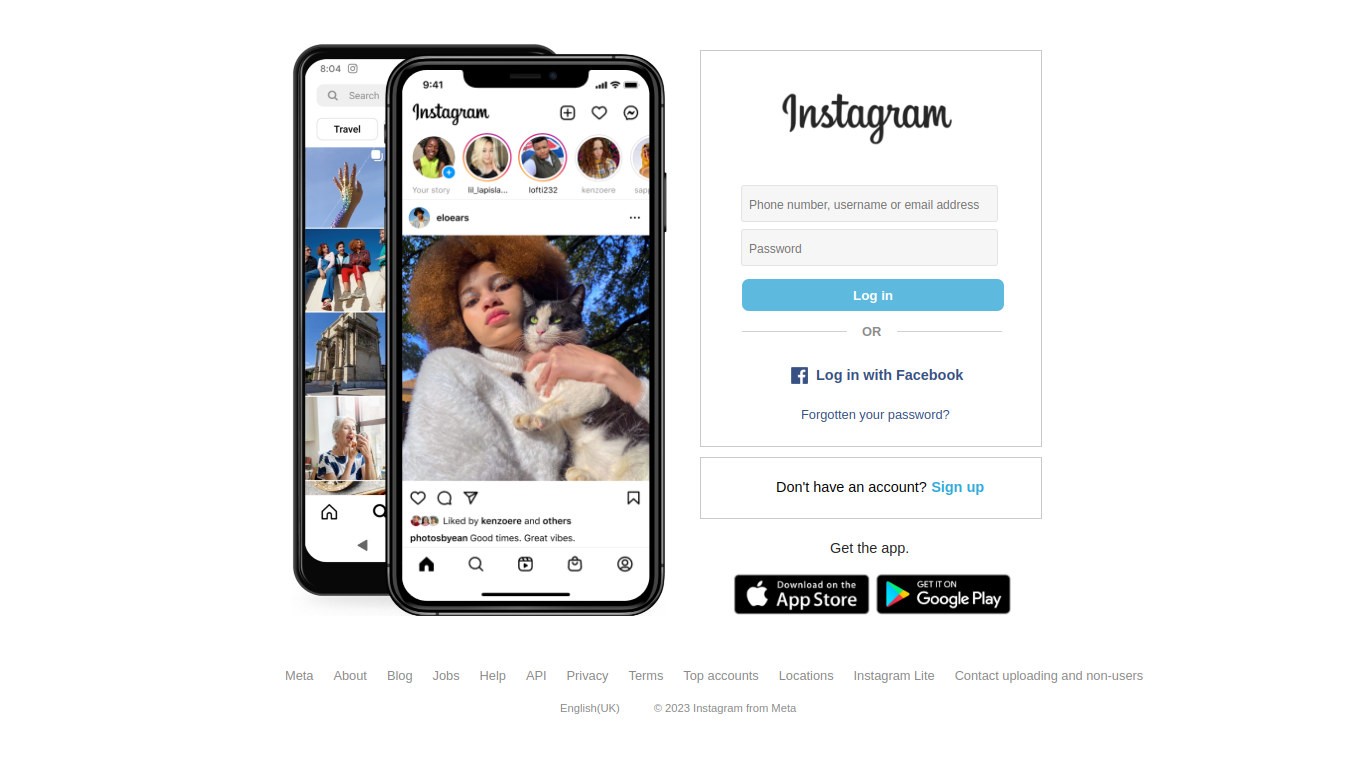 8:04
Search
Travel
9:41
Instagram
Your story
lil_lapisla...
lofti232
kenzoere
sapp
eloears
Liked by kenzoere and others
photosbyean Good times. Great vibes.
Instagram
Phone number, username or email address
Password
Log in
OR
Log in with Facebook
Forgotten your password?
Don't have an account? Sign up
Get the app.
Download on the
App Store
GET IT ON
Google Play
Meta About Blog Jobs Help API Privacy Terms Top accounts Locations Instagram Lite Contact uploading and non-users
English(UK) © 2023 Instagram from Meta